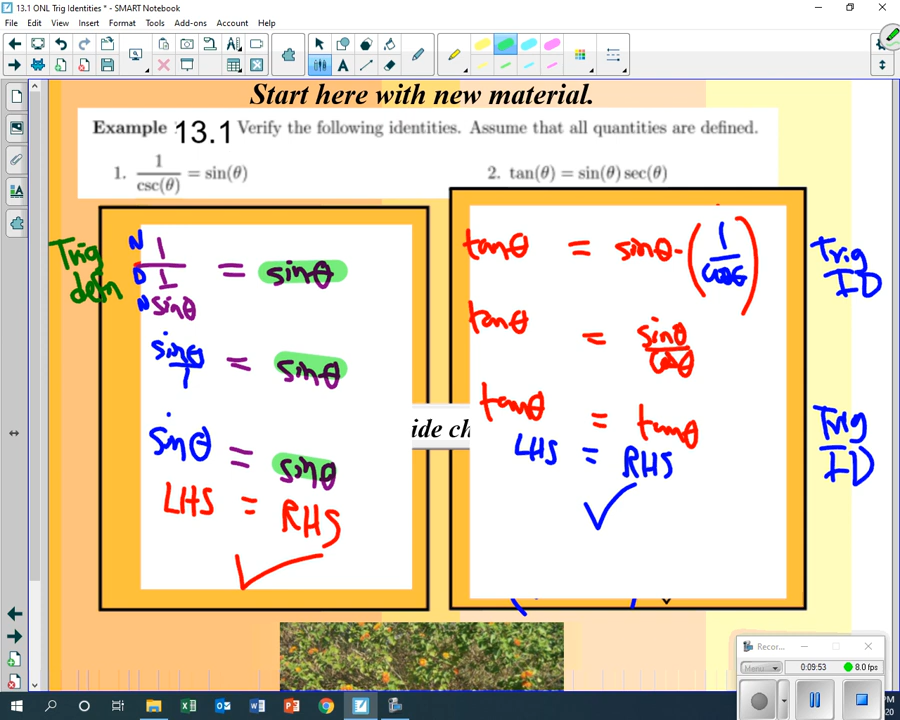 13.1 ONL Trig Identities * - SMART Notebook
File Edit View Insert Format Tools Add-ons Account Help
Start here with new material.
Example 13.1 Verify the following identities. Assume that all quantities are defined.
1. 1/csc(θ) = sin(θ)
2. tan(θ) = sin(θ) sec(θ)
Trig
defn
N 1
D 1 = sinθ
N sinθ
sinθ/1 = sinθ
sinθ = sinθ
LHS = RHS
tanθ = sinθ · (1/cosθ)
Trig
ID
tanθ = sinθ/cosθ
tanθ = tanθ
Trig
ID
LHS = RHS
ide ch
Recor...
Menu
0:09:53
8.0 fps
PM
20